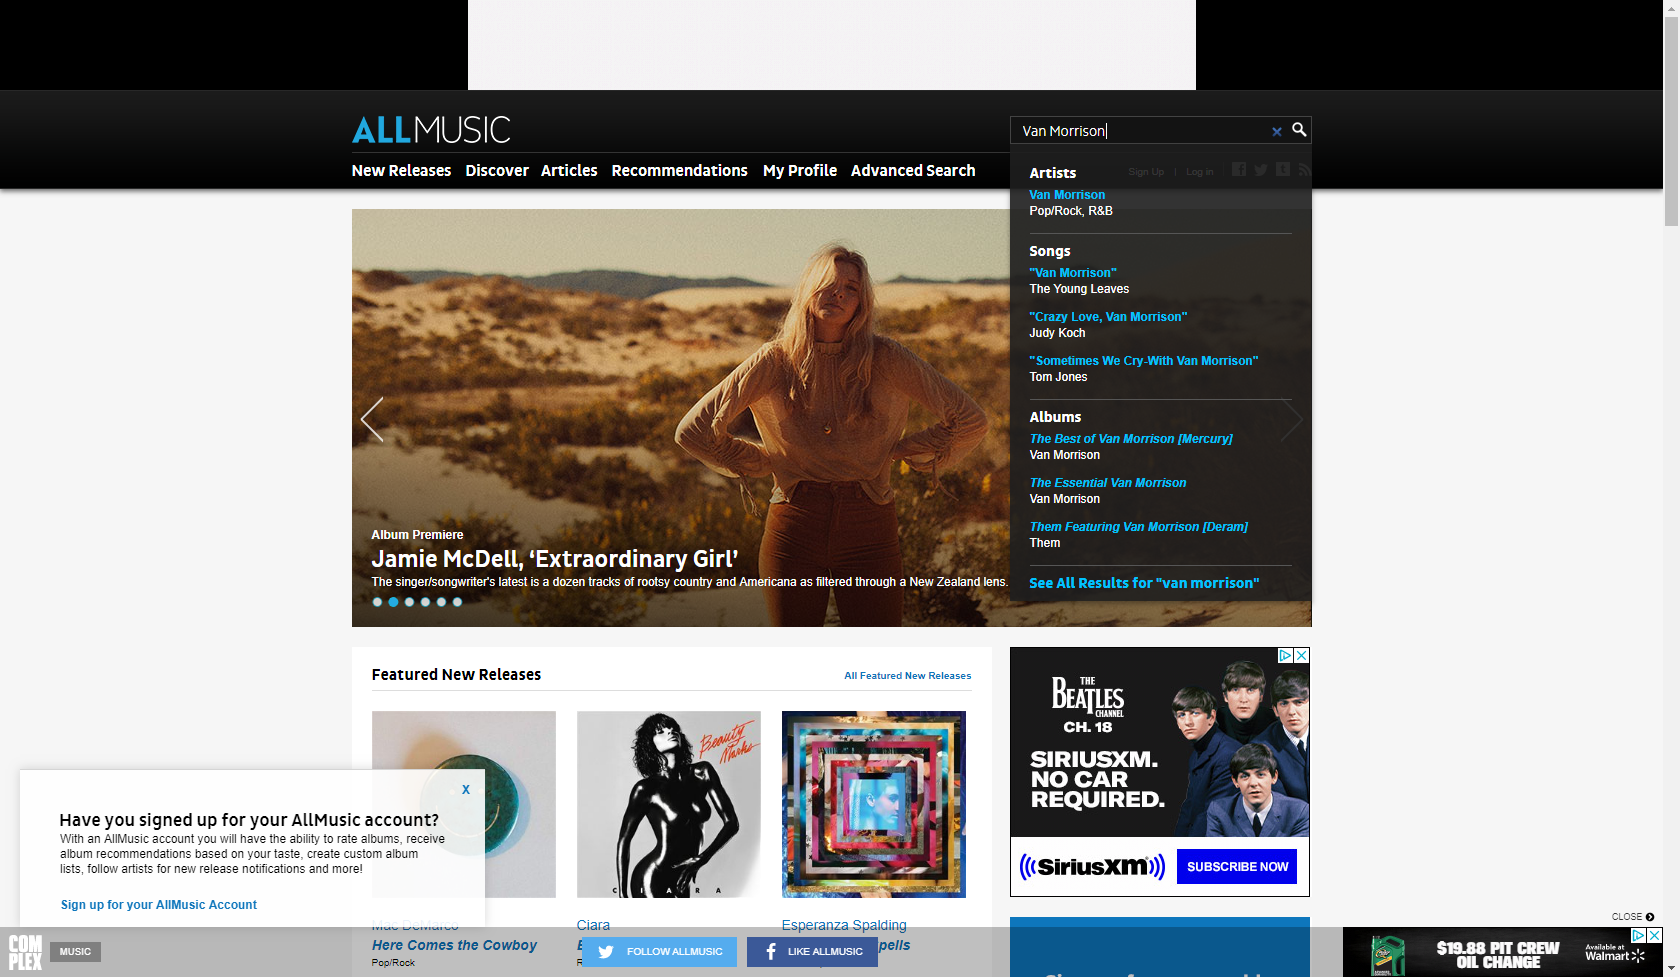 ALLMUSIC
Van Morrison
New Releases
Discover
Articles
Recommendations
My Profile
Advanced Search
Sign Up | Log in
Artists
Van Morrison
Pop/Rock, R&B
Songs
"Van Morrison"
The Young Leaves
"Crazy Love, Van Morrison"
Judy Koch
"Sometimes We Cry-With Van Morrison"
Tom Jones
Albums
The Best of Van Morrison [Mercury]
Van Morrison
The Essential Van Morrison
Van Morrison
Them Featuring Van Morrison [Deram]
Them
See All Results for "van morrison"
Album Premiere
Jamie McDell, ‘Extraordinary Girl’
The singer/songwriter's latest is a dozen tracks of rootsy country and Americana as filtered through a New Zealand lens.
Featured New Releases
All Featured New Releases
Beauty
Marks
CIARA
Mac DeMarco
Here Comes the Cowboy
Pop/Rock
Ciara
Esperanza Spalding
THE
BEATLES
CHANNEL
CH. 18
SIRIUSXM.
NO CAR
REQUIRED.
SiriusXM
SUBSCRIBE NOW
X
Have you signed up for your AllMusic account?
With an AllMusic account you will have the ability to rate albums, receive
album recommendations based on your taste, create custom album
lists, follow artists for new release notifications and more!
Sign up for your AllMusic Account
COMPLEX
MUSIC
FOLLOW ALLMUSIC
LIKE ALLMUSIC
CLOSE
$19.88 PIT CREW
OIL CHANGE
Available at
Walmart